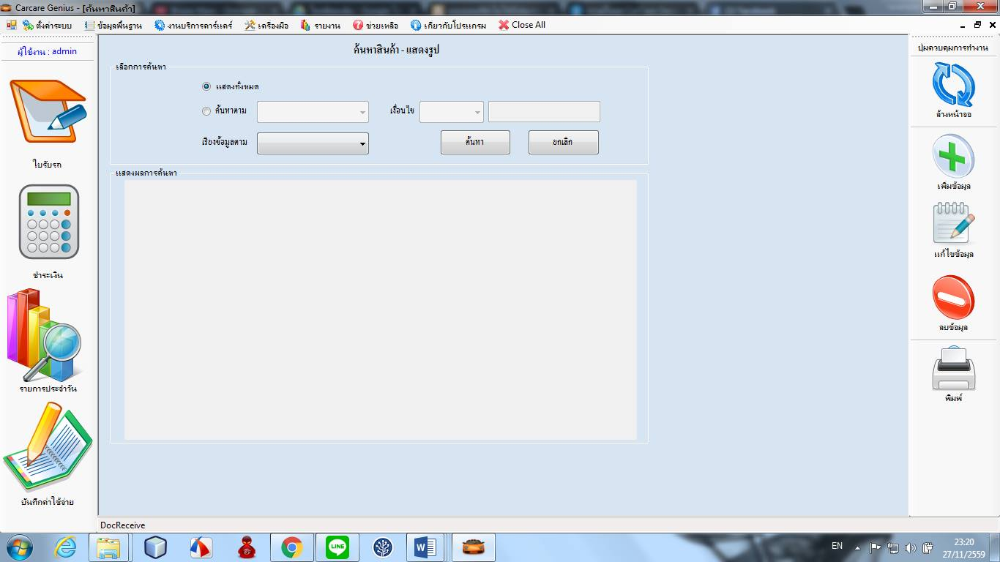 Carcare Genius - [ค้นหาสินค้า]
ตั้งค่าระบบ ข้อมูลพื้นฐาน งานบริการคาร์แคร์ เครื่องมือ รายงาน ช่วยเหลือ เกี่ยวกับโปรแกรม Close All
ผู้ใช้งาน : admin
ใบรับรถ
ชำระเงิน
รายการประจำวัน
บันทึกค่าใช้จ่าย
ค้นหาสินค้า - แสดงรูป
เลือกการค้นหา
แสดงทั้งหมด
ค้นหาตาม เงื่อนไข
เรียงข้อมูลตาม ค้นหา ยกเลิก
แสดงผลการค้นหา
ปุ่มควบคุมการทำงาน
ล้างหน้าจอ
เพิ่มข้อมูล
แก้ไขข้อมูล
ลบข้อมูล
พิมพ์
DocReceive
LINE
EN
23:20
27/11/2559